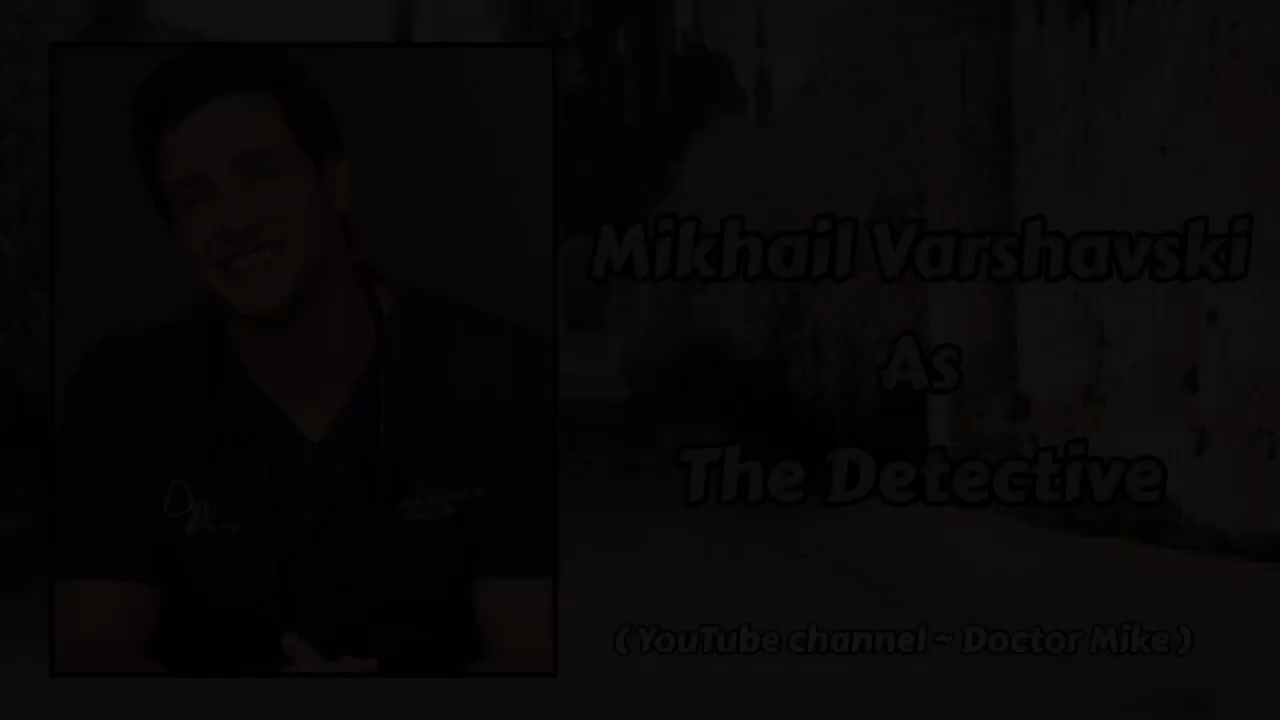 Mikhail Varshavski
As
The Detective
( YouTube channel ~ Doctor Mike )